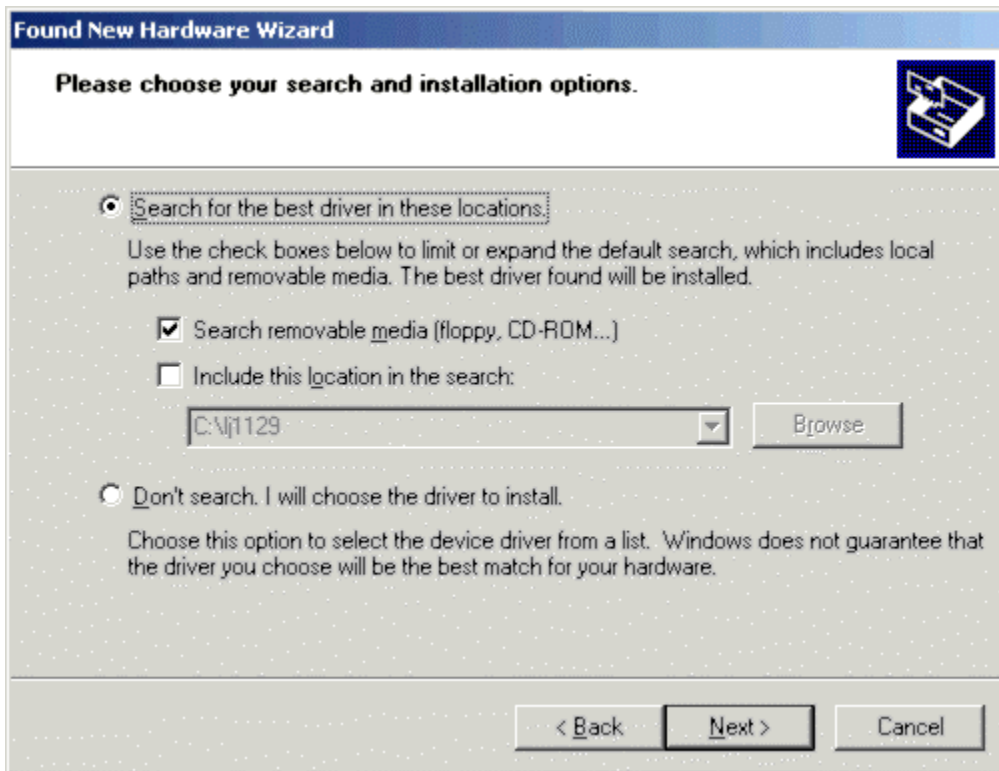 Found New Hardware Wizard
Please choose your search and installation options.
Search for the best driver in these locations.
Use the check boxes below to limit or expand the default search, which includes local
paths and removable media. The best driver found will be installed.
Search removable media (floppy, CD-ROM...)
Include this location in the search:
C:\lj1129
Browse
Don't search. I will choose the driver to install.
Choose this option to select the device driver from a list. Windows does not guarantee that
the driver you choose will be the best match for your hardware.
< Back
Next >
Cancel